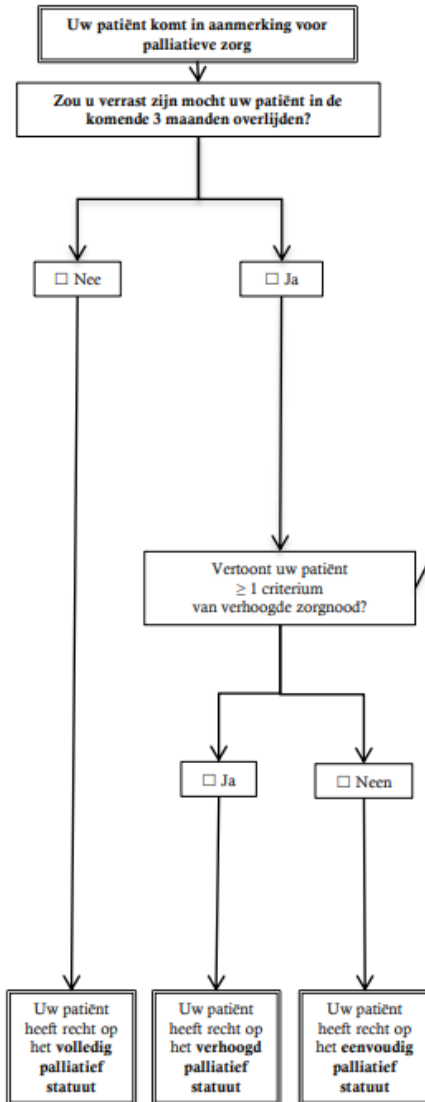 Uw patiënt komt in aanmerking voor
palliatieve zorg
Zou u verrast zijn mocht uw patiënt in de
komende 3 maanden overlijden?
☐ Nee
☐ Ja
Vertoont uw patiënt
≥ 1 criterium
van verhoogde zorgnood?
☐ Ja
☐ Neen
Uw patiënt
heeft recht op
het volledig
palliatief
statuut
Uw patiënt
heeft recht op
het verhoogd
palliatief
statuut
Uw patiënt
heeft recht op
het eenvoudig
palliatief
statuut